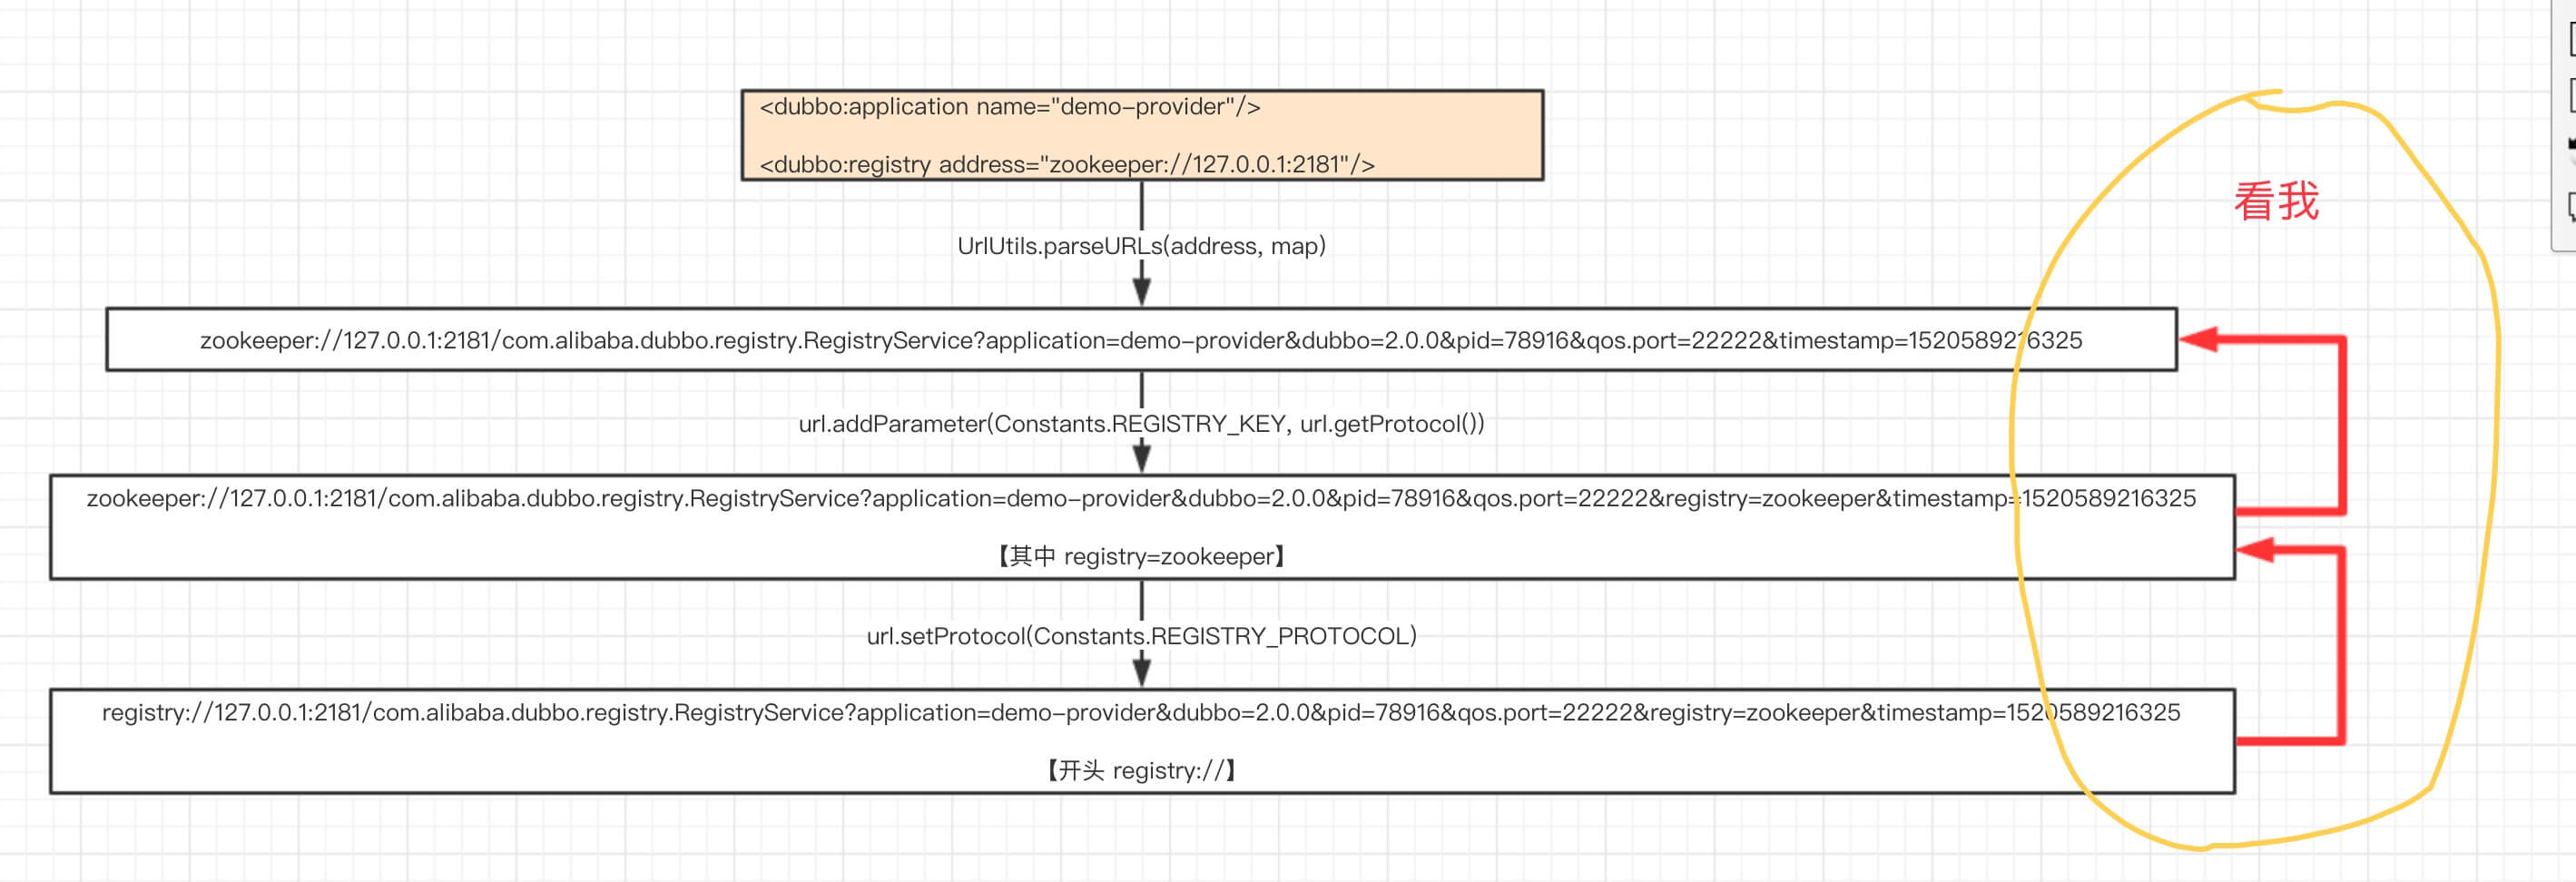 <dubbo:application name="demo-provider"/>
<dubbo:registry address="zookeeper://127.0.0.1:2181"/>
看我
UrlUtils.parseURLs(address, map)
zookeeper://127.0.0.1:2181/com.alibaba.dubbo.registry.RegistryService?application=demo-provider&dubbo=2.0.0&pid=78916&qos.port=22222&timestamp=1520589216325
url.addParameter(Constants.REGISTRY_KEY, url.getProtocol())
zookeeper://127.0.0.1:2181/com.alibaba.dubbo.registry.RegistryService?application=demo-provider&dubbo=2.0.0&pid=78916&qos.port=22222&registry=zookeeper&timestamp=1520589216325
【其中 registry=zookeeper】
url.setProtocol(Constants.REGISTRY_PROTOCOL)
registry://127.0.0.1:2181/com.alibaba.dubbo.registry.RegistryService?application=demo-provider&dubbo=2.0.0&pid=78916&qos.port=22222&registry=zookeeper&timestamp=1520589216325
【开头 registry://】